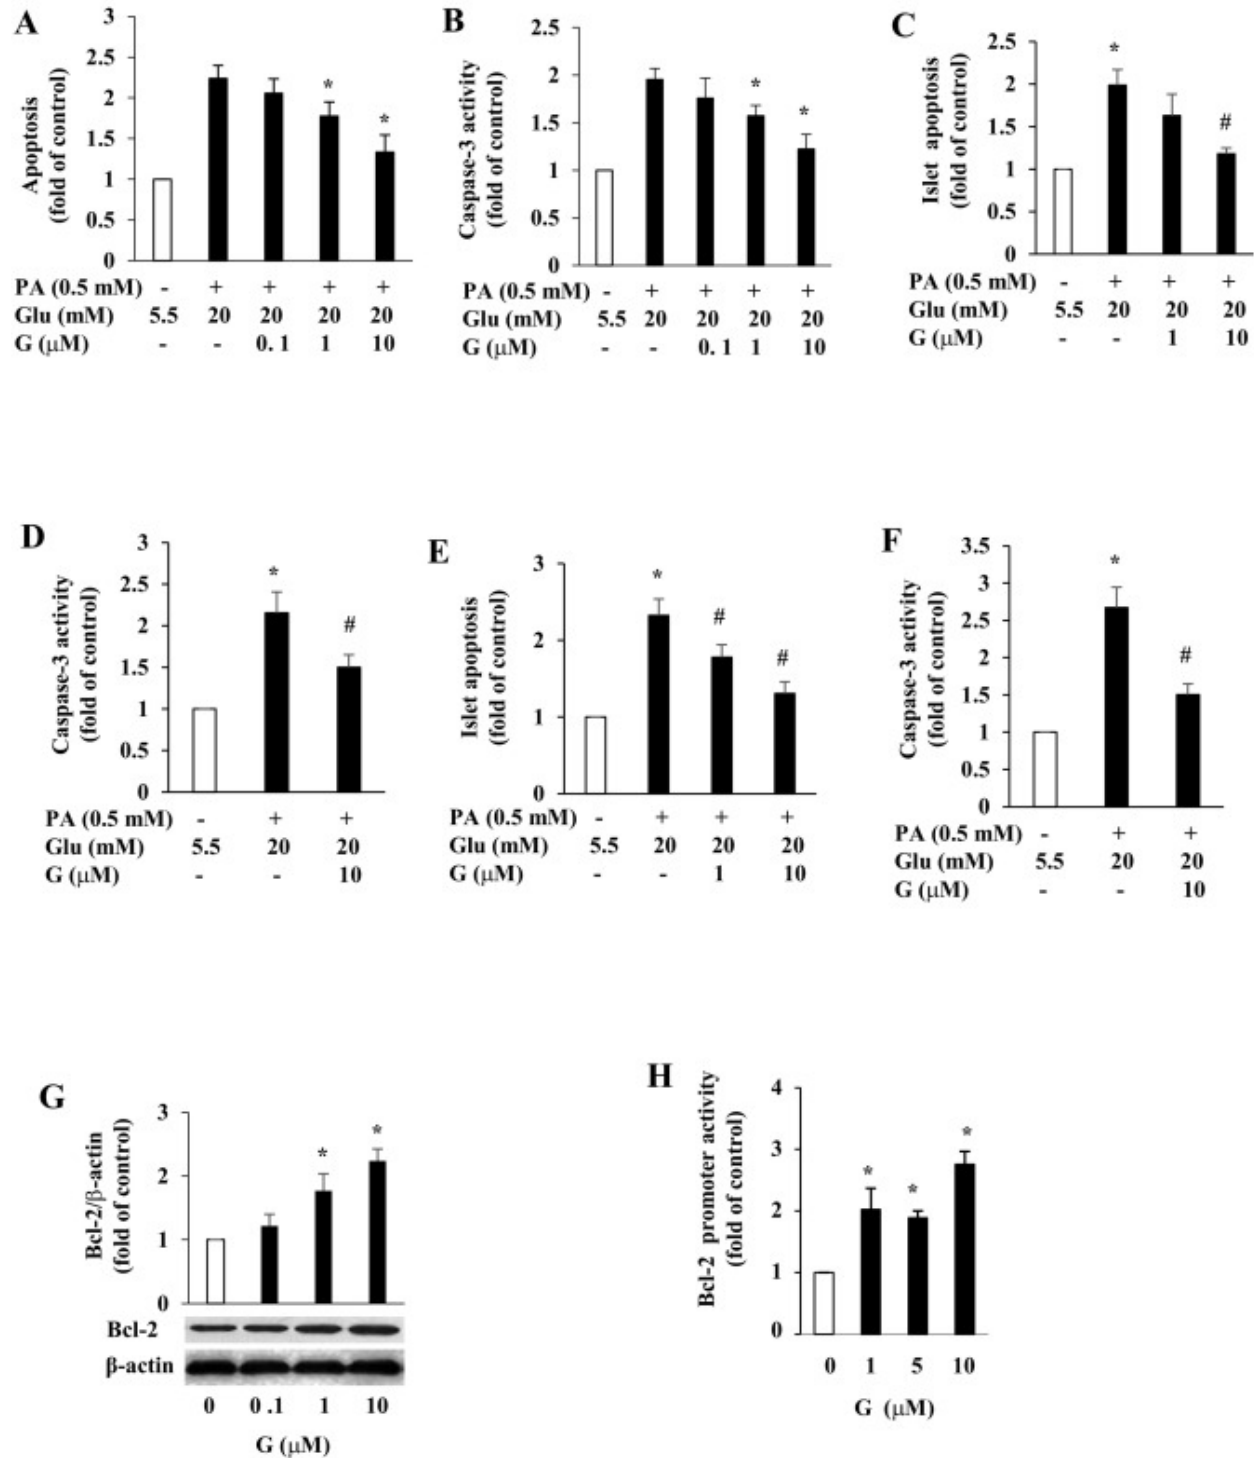 A
Apoptosis
(fold of control)
3
2.5
2
1.5
1
0.5
0
* *
PA (0.5 mM) - + + + +
Glu (mM) 5.5 20 20 20 20
G (μM) - - 0.1 1 10
B
Caspase-3 activity
(fold of control)
2.5
2
1.5
1
0.5
0
* *
PA (0.5 mM) - + + + +
Glu (mM) 5.5 20 20 20 20
G (μM) - - 0.1 1 10
C
Islet apoptosis
(fold of control)
2.5
2
1.5
1
0.5
0
* #
PA (0.5 mM) - + + +
Glu (mM) 5.5 20 20 20
G (μM) - - 1 10
D
Caspase-3 activity
(fold of control)
3
2.5
2
1.5
1
0.5
0
* #
PA (0.5 mM) - + +
Glu (mM) 5.5 20 20
G (μM) - - 10
E
Islet apoptosis
(fold of control)
3
2
1
0
* # #
PA (0.5 mM) - + + +
Glu (mM) 5.5 20 20 20
G (μM) - - 1 10
F
Caspase-3 activity
(fold of control)
3.5
3
2.5
2
1.5
1
0.5
0
* #
PA (0.5 mM) - + +
Glu (mM) 5.5 20 20
G (μM) - - 10
G
Bcl-2/β-actin
(fold of control)
3
2
1
0
* *
Bcl-2
β-actin
0 0.1 1 10
G (μM)
H
Bcl-2 promoter activity
(fold of control)
4
3
2
1
0
* * *
0 1 5 10
G (μM)